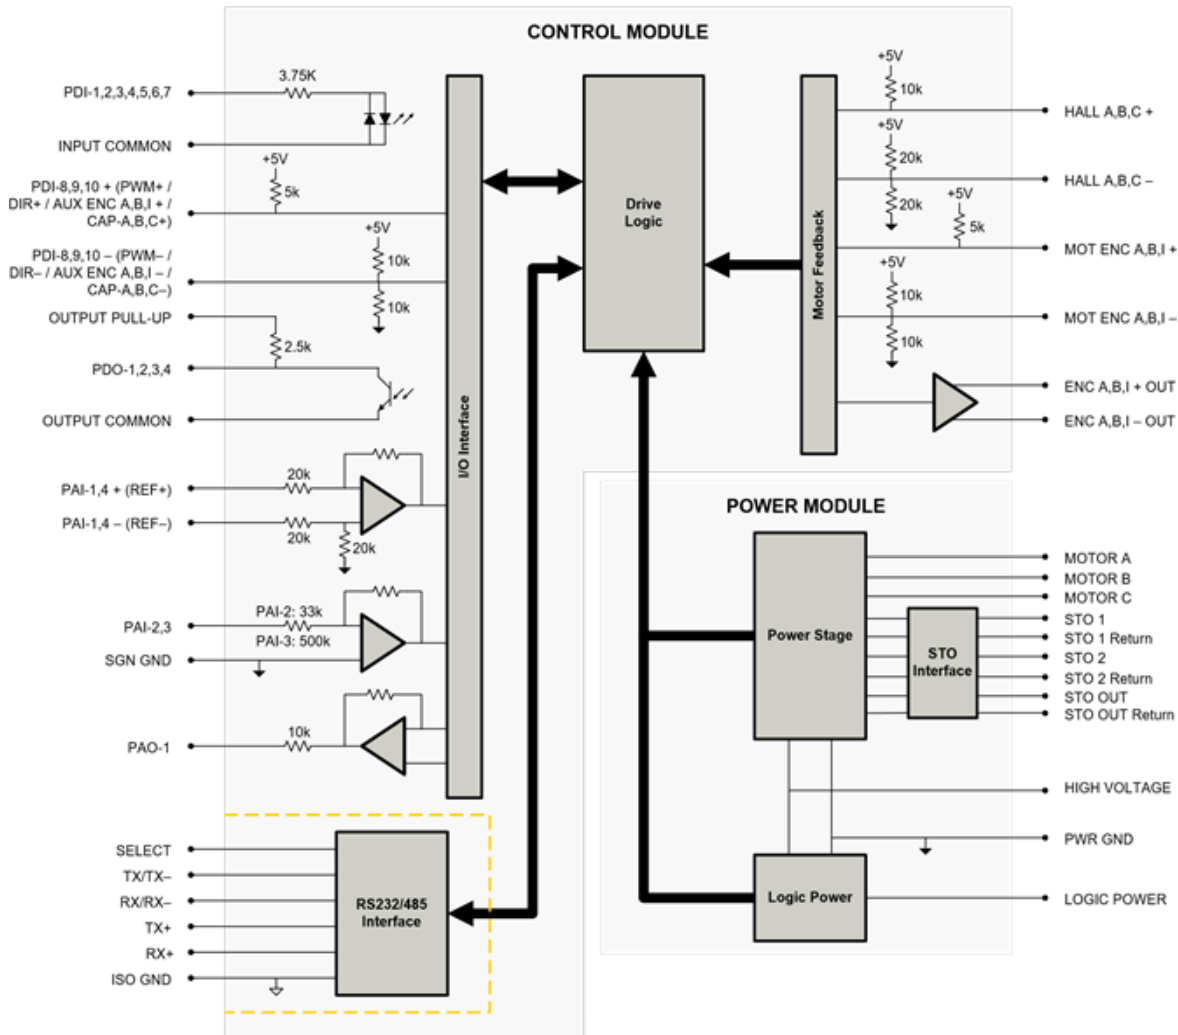 CONTROL MODULE
PDI-1,2,3,4,5,6,7
3.75K
INPUT COMMON
+5V
5k
PDI-8,9,10 + (PWM+ /
DIR+ / AUX ENC A,B,I + /
CAP-A,B,C+)
+5V
10k
10k
PDI-8,9,10 – (PWM– /
DIR– / AUX ENC A,B,I – /
CAP-A,B,C–)
OUTPUT PULL-UP
2.5k
PDO-1,2,3,4
OUTPUT COMMON
PAI-1,4 + (REF+)
20k
PAI-1,4 – (REF–)
20k
20k
PAI-2,3
PAI-2: 33k
PAI-3: 500k
SGN GND
PAO-1
10k
I/O Interface
SELECT
TX/TX–
RX/RX–
TX+
RX+
ISO GND
RS232/485
Interface
Drive
Logic
Motor Feedback
+5V
10k
HALL A,B,C +
+5V
20k
20k
HALL A,B,C –
+5V
5k
MOT ENC A,B,I +
+5V
10k
10k
MOT ENC A,B,I –
ENC A,B,I + OUT
ENC A,B,I – OUT
POWER MODULE
Power Stage
STO
Interface
MOTOR A
MOTOR B
MOTOR C
STO 1
STO 1 Return
STO 2
STO 2 Return
STO OUT
STO OUT Return
HIGH VOLTAGE
PWR GND
Logic Power
LOGIC POWER